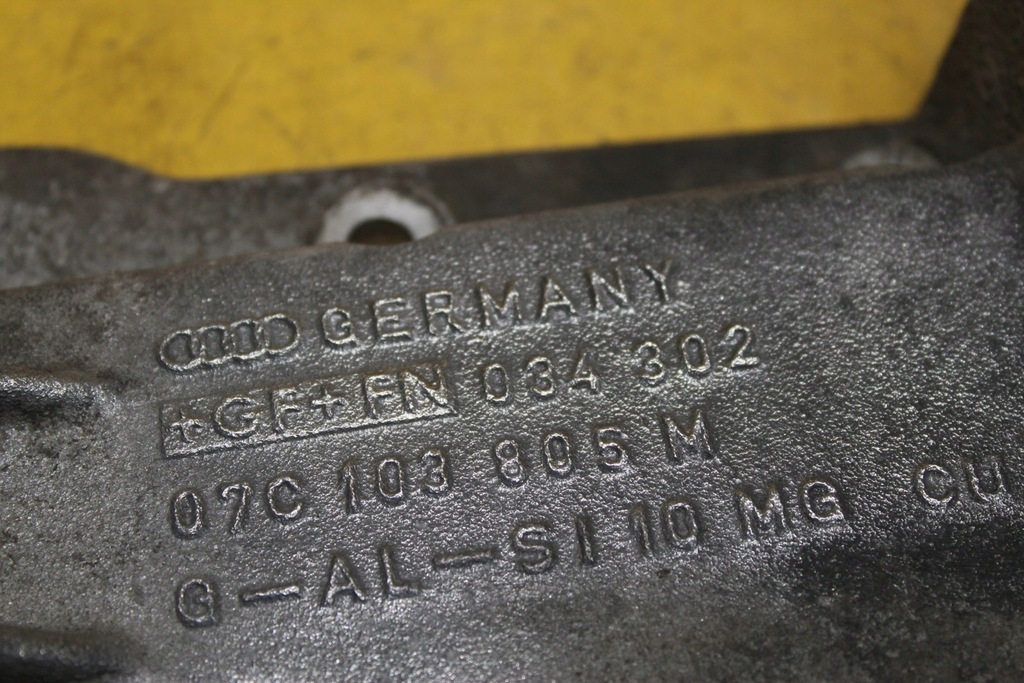 GERMANY
+GF+ FN 034 302
07C 103 805 M
G-AL-SI 10 MG CU